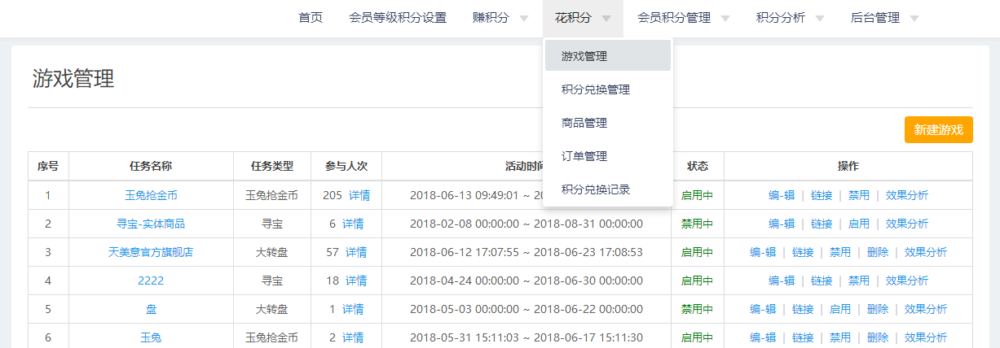 首页 会员等级积分设置 赚积分 花积分 会员积分管理 积分分析 后台管理
游戏管理
积分兑换管理
商品管理
订单管理
积分兑换记录
游戏管理
新建游戏
序号 任务名称 任务类型 参与人次 活动时间 状态 操作
1 玉兔抢金币 玉兔抢金币 205 详情 2018-06-13 09:49:01 ~ 启用中 编-辑 | 链接 | 禁用 | 效果分析
2 寻宝-实体商品 寻宝 6 详情 2018-02-08 00:00:00 ~ 2018-08-31 00:00:00 禁用中 编-辑 | 链接 | 启用 | 效果分析
3 天美意官方旗舰店 大转盘 57 详情 2018-06-12 17:07:55 ~ 2018-06-23 17:08:53 启用中 编-辑 | 链接 | 禁用 | 删除 | 效果分析
4 2222 寻宝 18 详情 2018-04-24 00:00:00 ~ 2018-06-30 00:00:00 启用中 编-辑 | 链接 | 禁用 | 效果分析
5 盘 大转盘 1 详情 2018-05-03 00:00:00 ~ 2018-06-22 00:00:00 禁用中 编-辑 | 链接 | 启用 | 删除 | 效果分析
6 玉兔 玉兔抢金币 2 详情 2018-05-31 15:11:03 ~ 2018-06-17 15:11:30 启用中 编-辑 | 链接 | 禁用 | 删除 | 效果分析